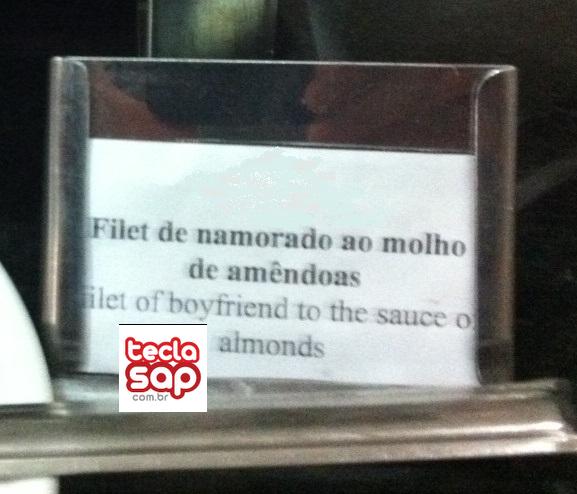 Filet de namorado ao molho
de amêndoas
ilet of boyfriend to the sauce o
almonds
tecla
sap
com.br